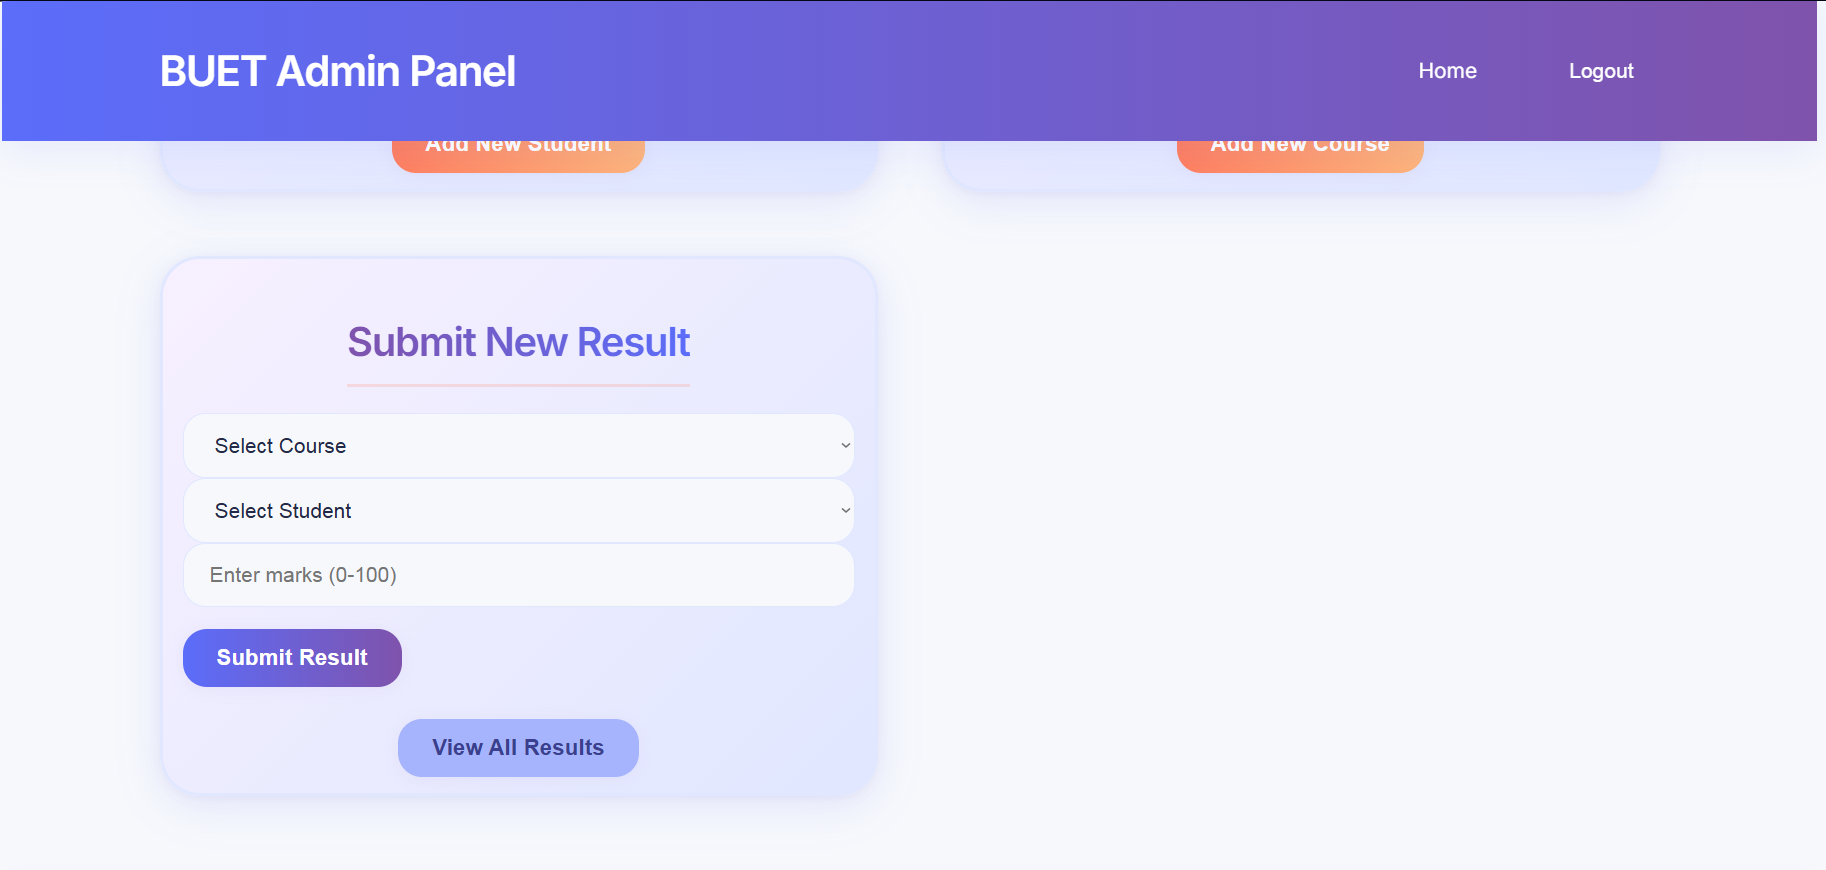 BUET Admin Panel
Home
Logout
Add New Student
Add New Course
Submit New Result
Select Course
Select Student
Enter marks (0-100)
Submit Result
View All Results